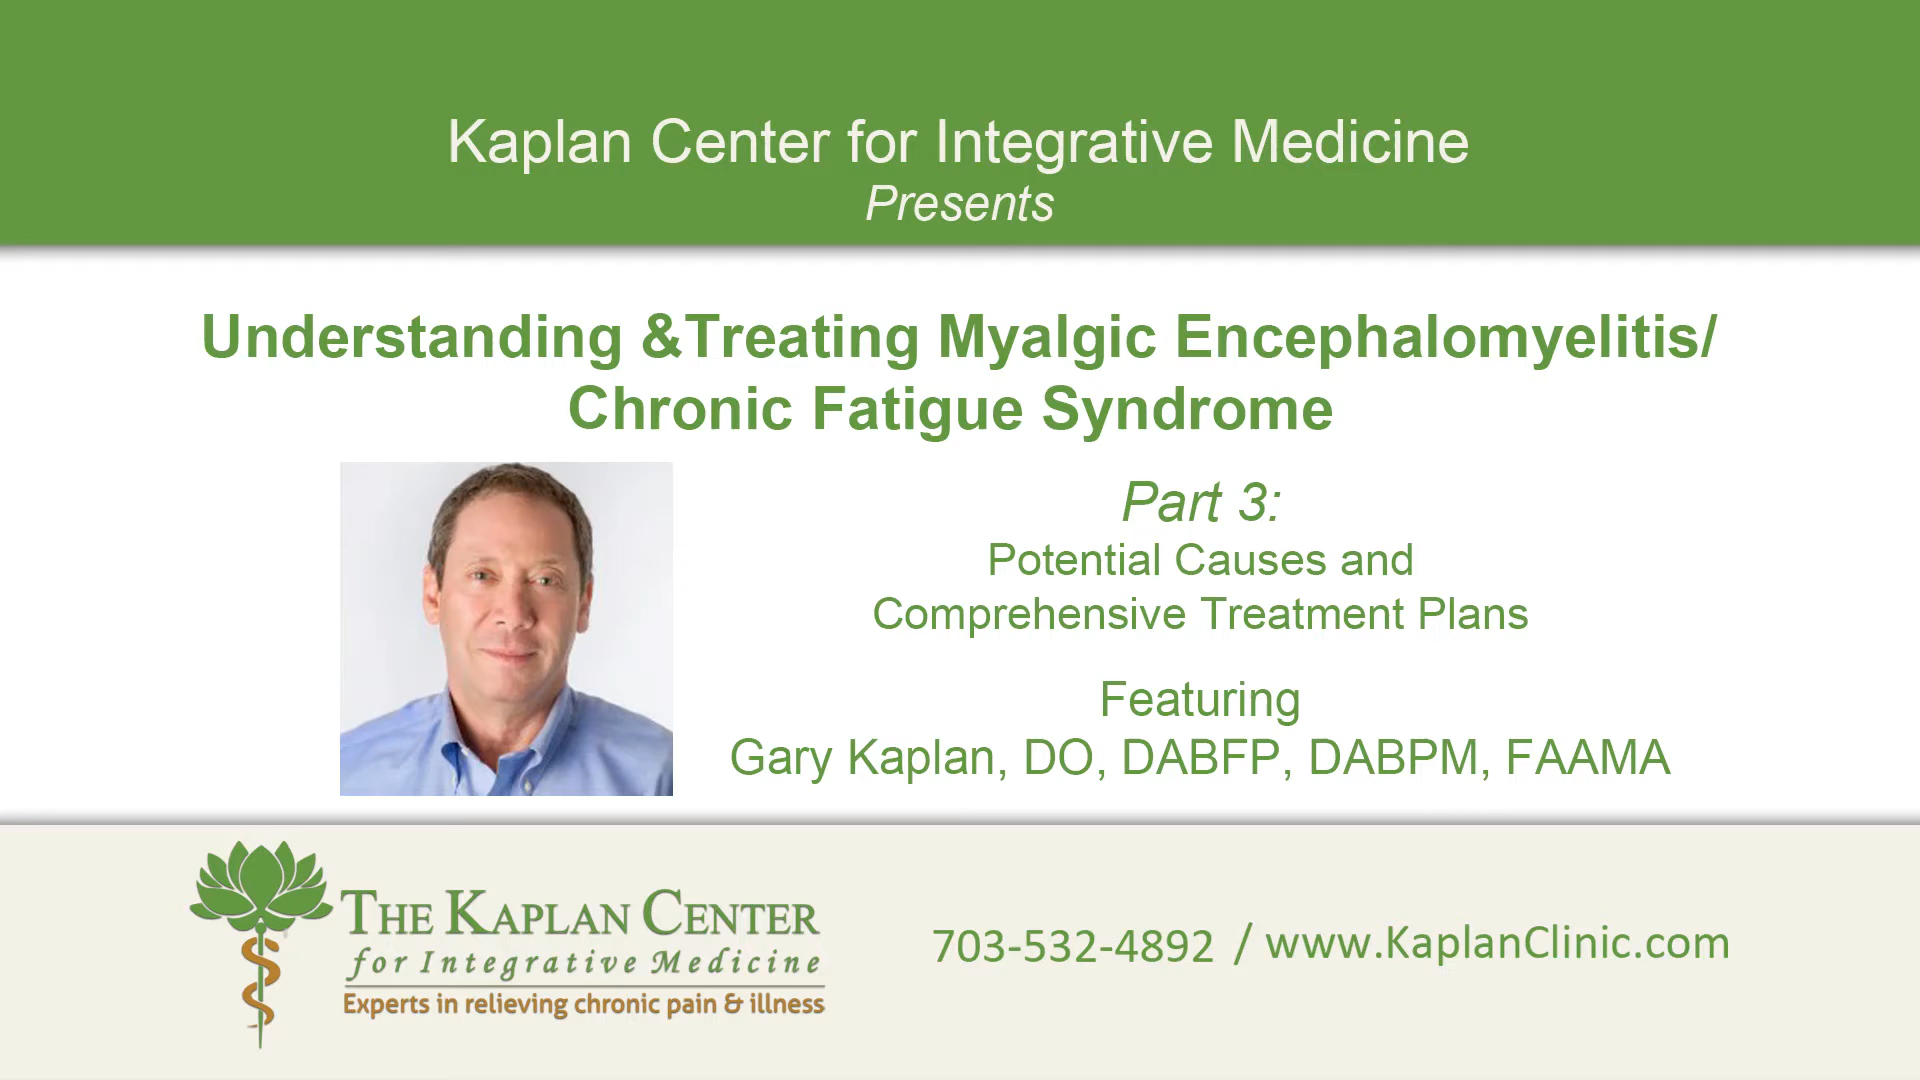 Kaplan Center for Integrative Medicine
Presents
Understanding &Treating Myalgic Encephalomyelitis/
Chronic Fatigue Syndrome
Part 3:
Potential Causes and
Comprehensive Treatment Plans
Featuring
Gary Kaplan, DO, DABFP, DABPM, FAAMA
THE KAPLAN CENTER
for Integrative Medicine
Experts in relieving chronic pain & illness
703-532-4892 / www.KaplanClinic.com